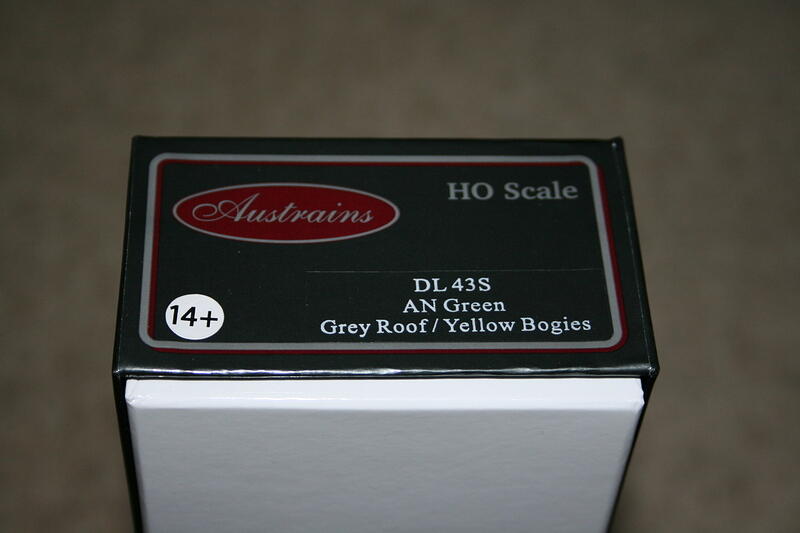 Austrains
HO Scale
DL 43S
AN Green
Grey Roof / Yellow Bogies
14+